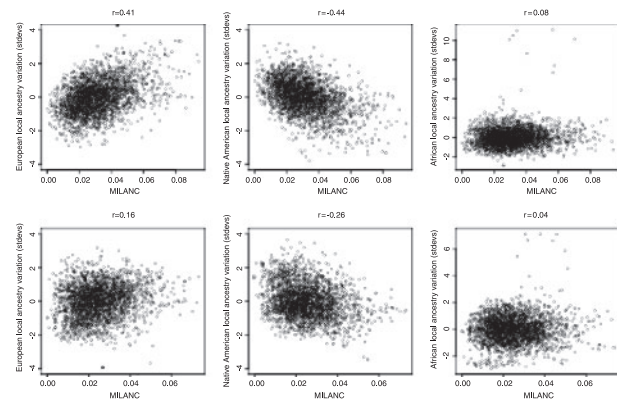 r=0.41
European local ancestry variation (stdevs)
4
2
0
-2
-4
0.00 0.02 0.04 0.06 0.08
MILANC
r=-0.44
Native American local ancestry variation (stdevs)
4
2
0
-2
-4
0.00 0.02 0.04 0.06 0.08
MILANC
r=0.08
African local ancestry variation (stdevs)
10
8
6
4
2
0
-2
0.00 0.02 0.04 0.06 0.08
MILANC
r=0.16
European local ancestry variation (stdevs)
4
2
0
-2
-4
0.00 0.02 0.04 0.06
MILANC
r=-0.26
Native American local ancestry variation (stdevs)
4
2
0
-2
-4
0.00 0.02 0.04 0.06
MILANC
r=0.04
African local ancestry variation (stdevs)
6
4
2
0
-2
0.00 0.02 0.04 0.06
MILANC